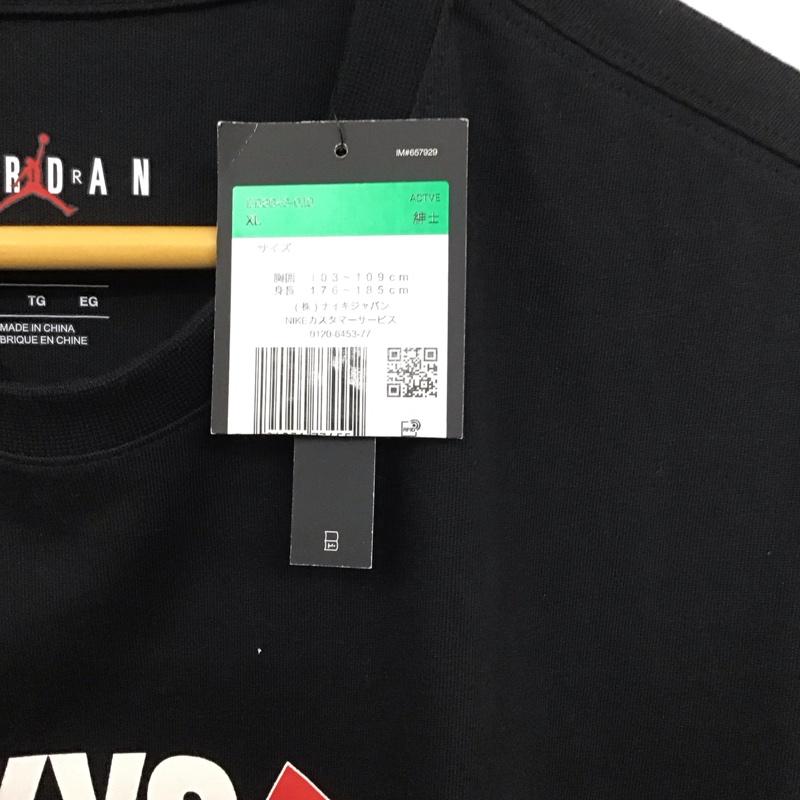 IM#657929
ACTVE
XL 紳士
サイズ
胸囲 103~109cm
身長 176~185cm
(株)ナイキジャパン
NIKEカスタマーサービス
0120-6453-77
RDAN
TG EG
MADE IN CHINA
BRIQUE EN CHINE